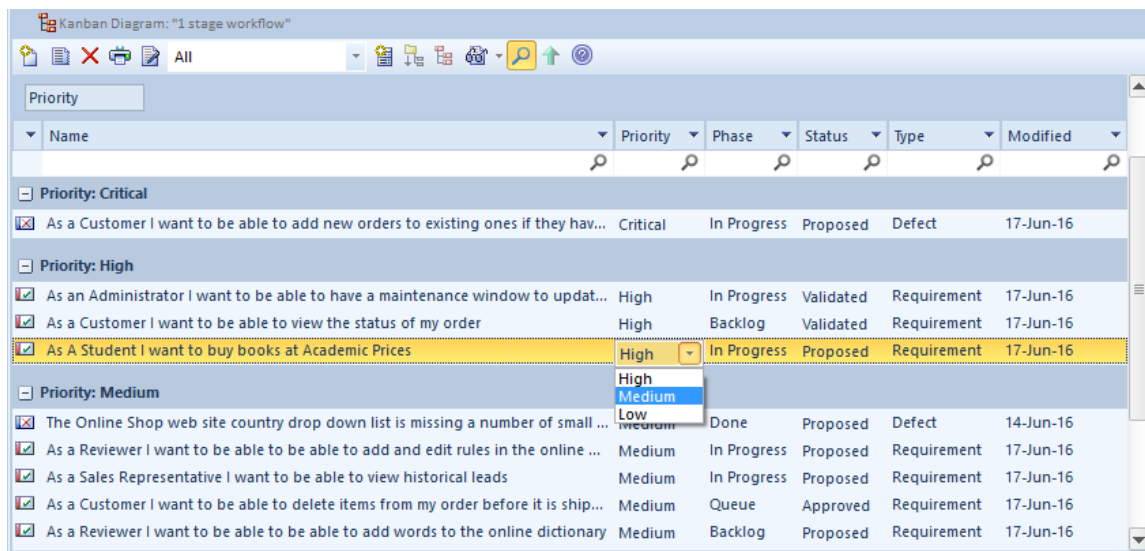 Kanban Diagram: "1 stage workflow"
All
Priority
Name Priority Phase Status Type Modified
Priority: Critical
As a Customer I want to be able to add new orders to existing ones if they hav... Critical In Progress Proposed Defect 17-Jun-16
Priority: High
As an Administrator I want to be able to have a maintenance window to updat... High In Progress Validated Requirement 17-Jun-16
As a Customer I want to be able to view the status of my order High Backlog Validated Requirement 17-Jun-16
As A Student I want to buy books at Academic Prices High In Progress Proposed Requirement 17-Jun-16
High
Medium
Low
Priority: Medium
The Online Shop web site country drop down list is missing a number of small ... Medium Done Proposed Defect 14-Jun-16
As a Reviewer I want to be able to be able to add and edit rules in the online ... Medium In Progress Proposed Requirement 17-Jun-16
As a Sales Representative I want to be able to view historical leads Medium In Progress Proposed Requirement 17-Jun-16
As a Customer I want to be able to delete items from my order before it is ship... Medium Queue Approved Requirement 17-Jun-16
As a Reviewer I want to be able to be able to add words to the online dictionary Medium Backlog Proposed Requirement 17-Jun-16